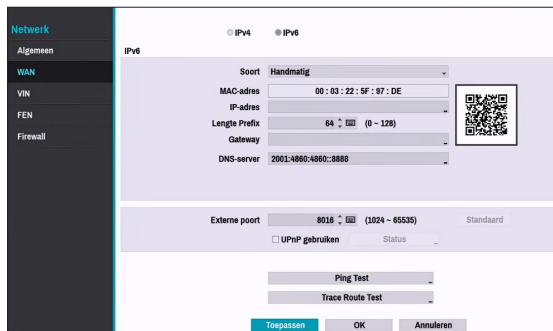 Netwerk
Algemeen
WAN
VIN
FEN
Firewall
IPv4 IPv6
IPv6
Soort Handmatig
MAC-adres 00 : 03 : 22 : 5F : 97 : DE
IP-adres
Lengte Prefix 64 (0 ~ 128)
Gateway
DNS-server 2001:4860:4860::8888
Externe poort 8016 (1024 ~ 65535) Standaard
UPnP gebruiken Status
Ping Test
Trace Route Test
Toepassen OK Annuleren